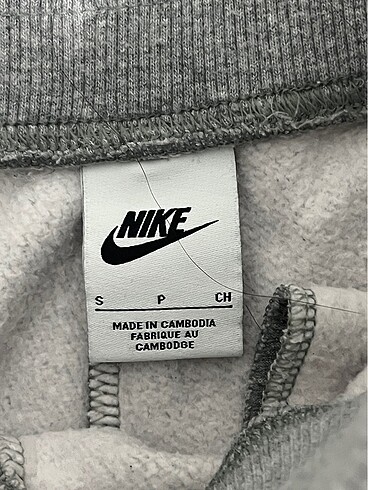 NIKE
S P CH
MADE IN CAMBODIA
FABRIQUE AU
CAMBODGE